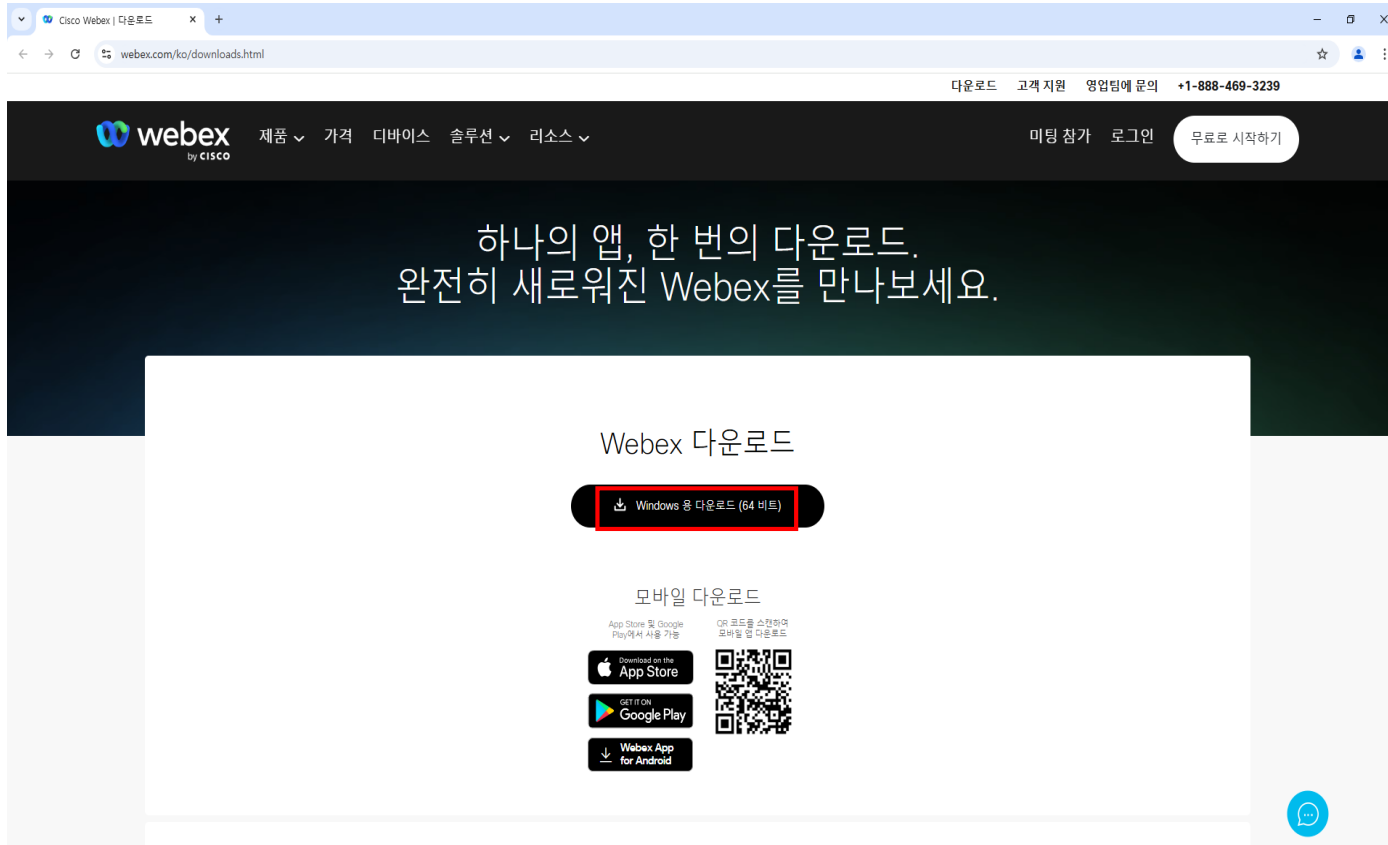 Cisco Webex | 다운로드
webex.com/ko/downloads.html
다운로드 고객 지원 영업팀에 문의 +1-888-469-3239
webex
by CISCO
제품 가격 디바이스 솔루션 리소스
미팅 참가 로그인 무료로 시작하기
하나의 앱, 한 번의 다운로드.
완전히 새로워진 Webex를 만나보세요.
Webex 다운로드
Windows 용 다운로드 (64 비트)
모바일 다운로드
App Store 및 Google
Play에서 사용 가능
QR 코드를 스캔하여
모바일 앱 다운로드
Download on the
App Store
GET IT ON
Google Play
Webex App
for Android